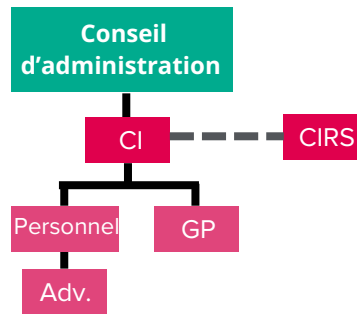 Conseil
d'administration
CI
CIRS
Personnel
GP
Adv.